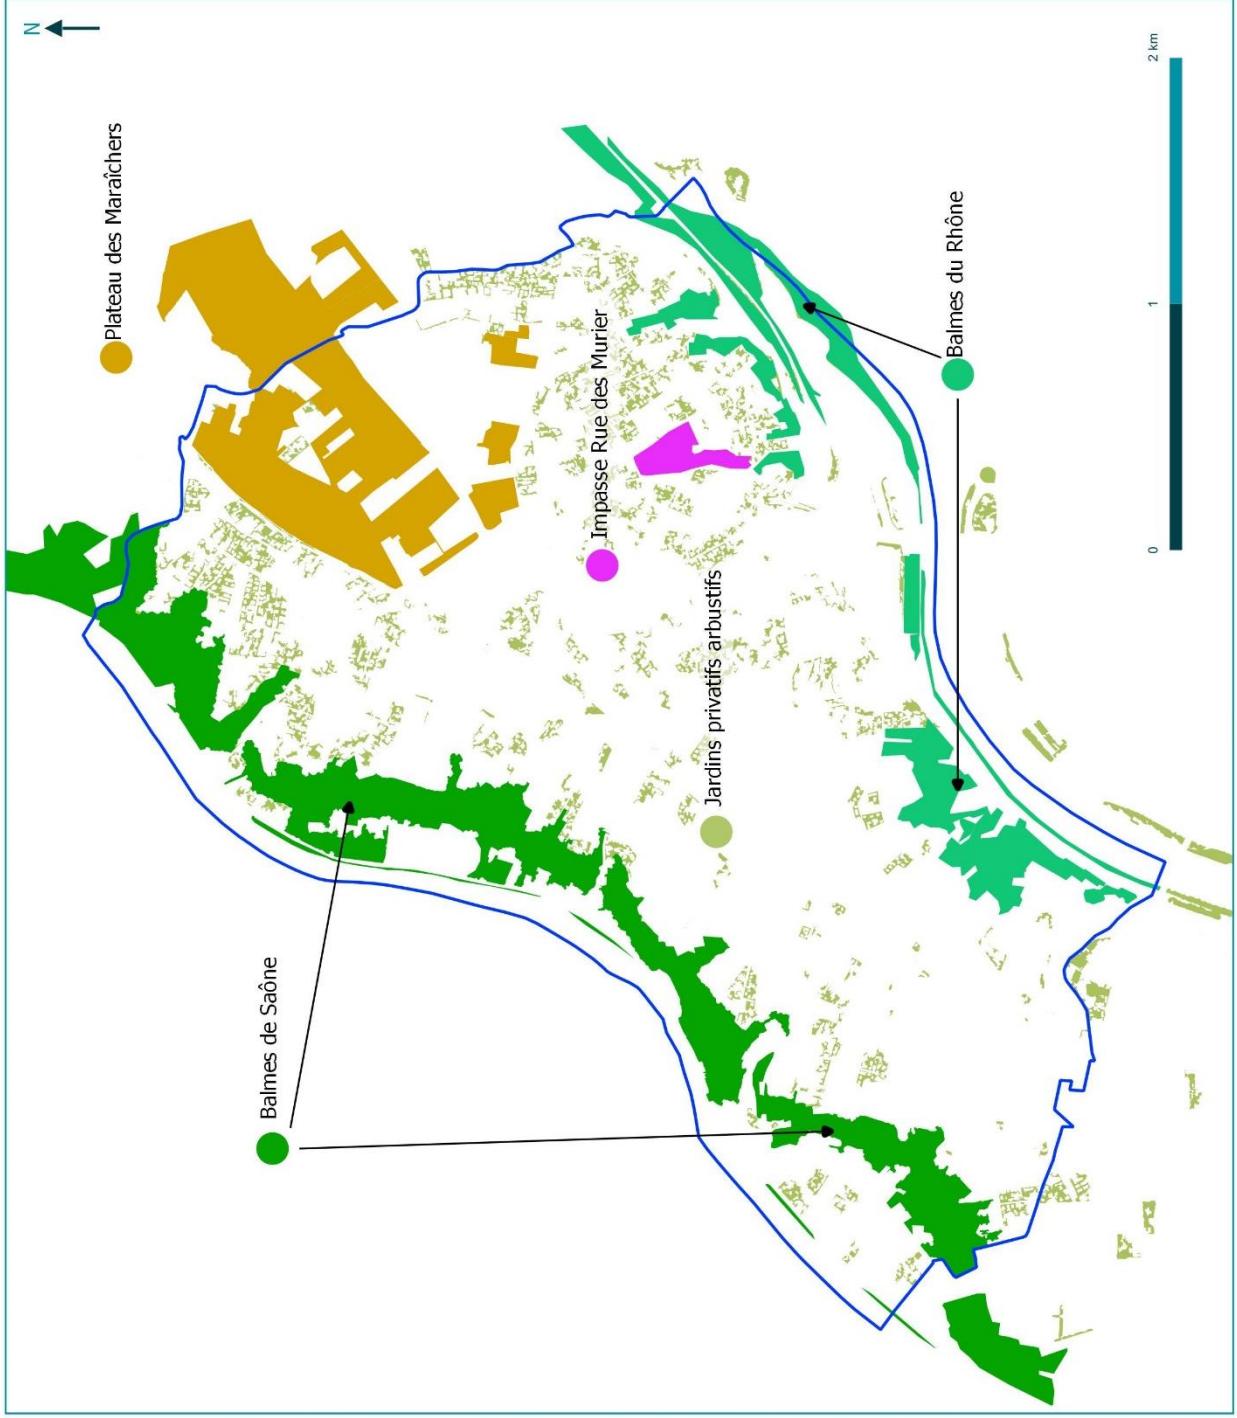 N
Plateau des Maraîchers
Impasse Rue des Murier
Balmes du Rhône
Jardins privatifs arbustifs
Balmes de Saône
0
1
2 km